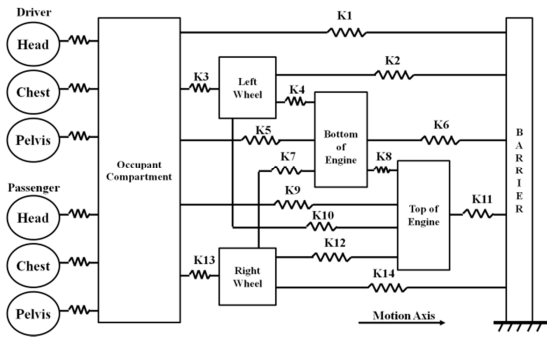 Driver
Head
Chest
Pelvis
Passenger
Head
Chest
Pelvis
Occupant
Compartment
K1
K2
K3
Left
Wheel
K4
K5
Bottom
of
Engine
K6
K7
K8
K9
K10
Top of
Engine
K11
K12
K13
Right
Wheel
K14
Motion Axis
B
A
R
R
I
E
R